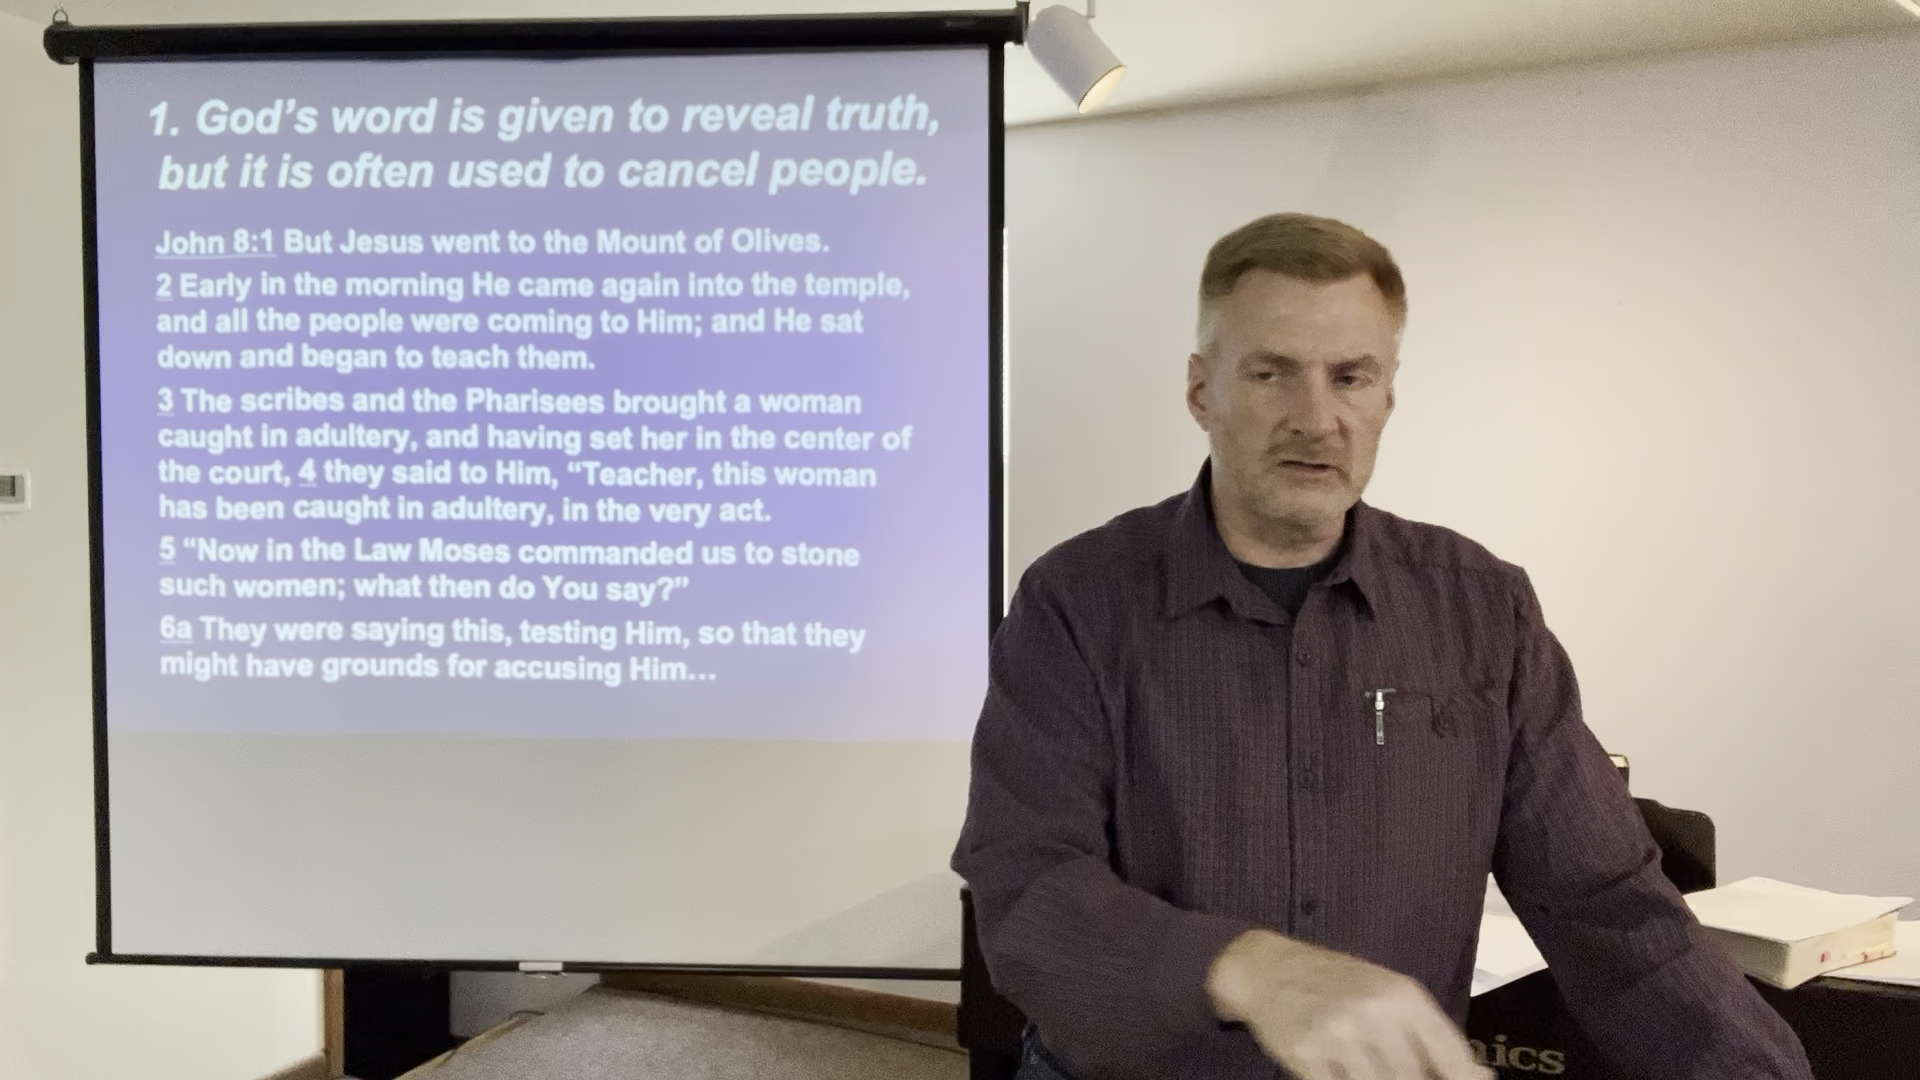 1. God's word is given to reveal truth,
but it is often used to cancel people.
John 8:1 But Jesus went to the Mount of Olives.
2 Early in the morning He came again into the temple,
and all the people were coming to Him; and He sat
down and began to teach them.
3 The scribes and the Pharisees brought a woman
caught in adultery, and having set her in the center of
the court, 4 they said to Him, “Teacher, this woman
has been caught in adultery, in the very act.
5 “Now in the Law Moses commanded us to stone
such women; what then do You say?”
6a They were saying this, testing Him, so that they
might have grounds for accusing Him...